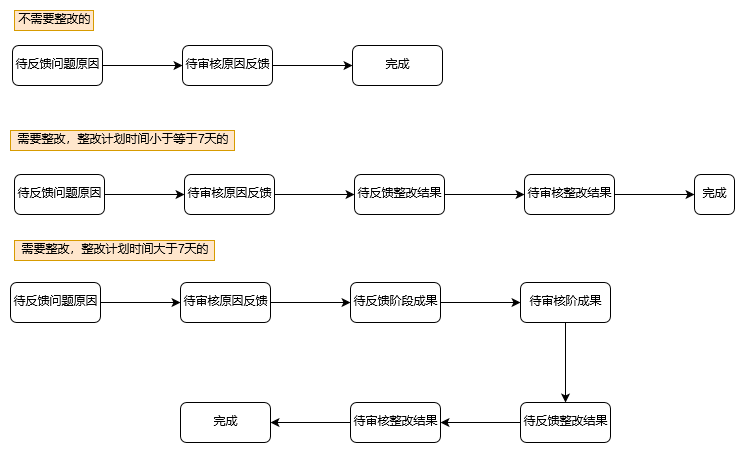 不需要整改的
待反馈问题原因
待审核原因反馈
完成
需要整改，整改计划时间小于等于7天的
待反馈问题原因
待审核原因反馈
待反馈整改结果
待审核整改结果
完成
需要整改，整改计划时间大于7天的
待反馈问题原因
待审核原因反馈
待反馈阶段成果
待审核阶成果
待反馈整改结果
待审核整改结果
完成